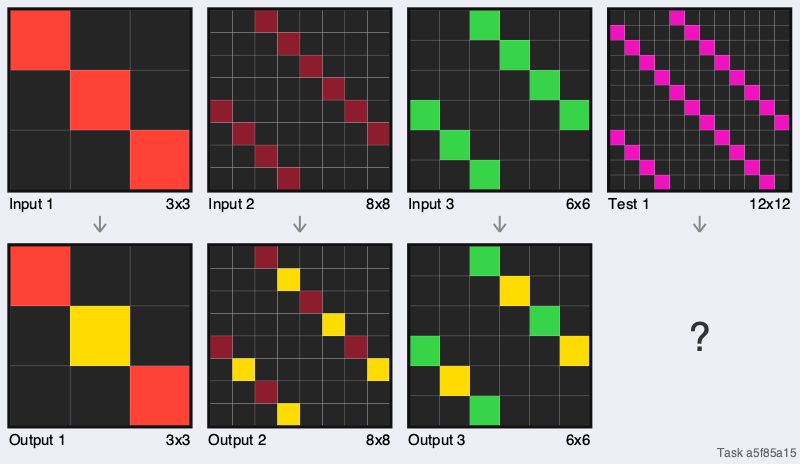 Input 1 3x3 Input 2 8x8 Input 3 6x6 Test 1 12x12
?
Output 1 3x3 Output 2 8x8 Output 3 6x6
Task a5f85a15